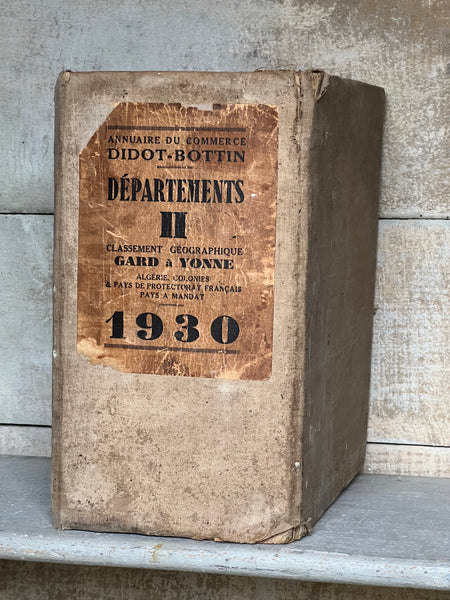 ANNUAIRE DU COMMERCE
DIDOT-BOTTIN
DÉPARTEMENTS
II
CLASSEMENT GÉOGRAPHIQUE
GARD à YONNE
ALGÉRIE, COLONIES
& PAYS DE PROTECTORAT FRANÇAIS
PAYS A MANDAT
1930